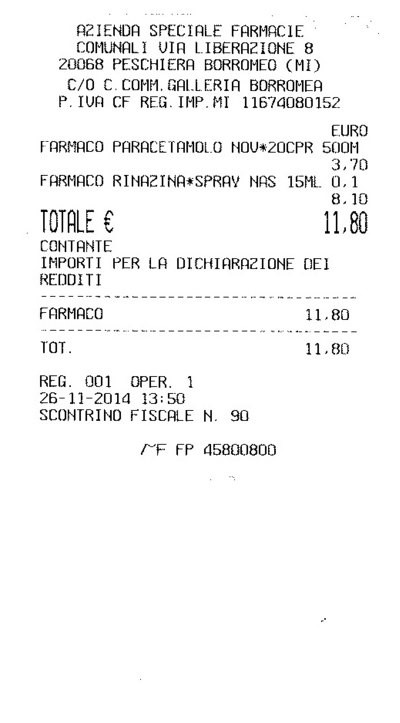 AZIENDA SPECIALE FARMACIE
COMUNALI VIA LIBERAZIONE 8
20068 PESCHIERA BORROMEO (MI)
C/O C.COMM.GALLERIA BORROMEA
P.IVA CF REG.IMP.MI 11674080152
EURO
FARMACO PARACETAMOLO NOV*20CPR 500M
3,70
FARMACO RINAZINA*SPRAY NAS 15ML 0,1
8,10
TOTALE € 11,80
CONTANTE
IMPORTI PER LA DICHIARAZIONE DEI
REDDITI
FARMACO 11,80
TOT. 11,80
REG. 001 OPER. 1
26-11-2014 13:50
SCONTRINO FISCALE N. 90
FP 45800800